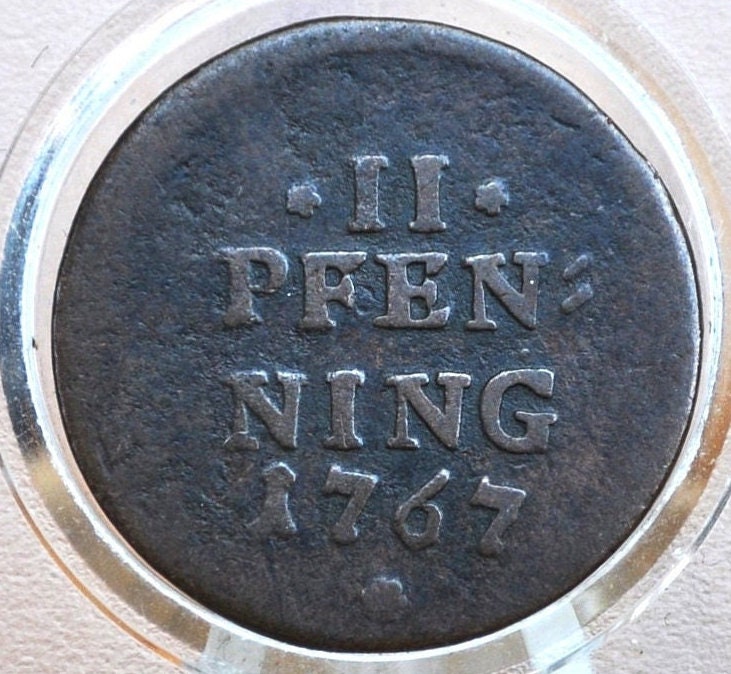 · II ·
PFEN=
NING
1767